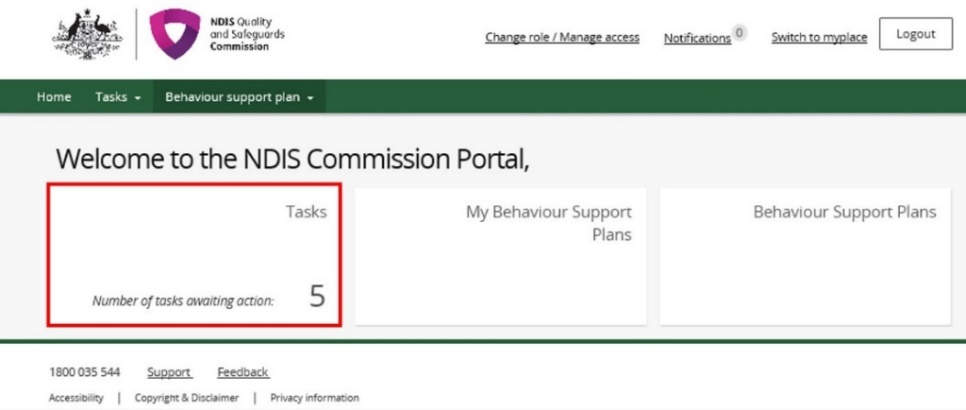 NDIS Quality
and Safeguards
Commission
Change role / Manage access Notifications 0 Switch to myplace Logout
Home Tasks Behaviour support plan
Welcome to the NDIS Commission Portal,
Tasks
Number of tasks awaiting action: 5
My Behaviour Support
Plans
Behaviour Support Plans
1800 035 544 Support Feedback
Accessibility | Copyright & Disclaimer | Privacy information